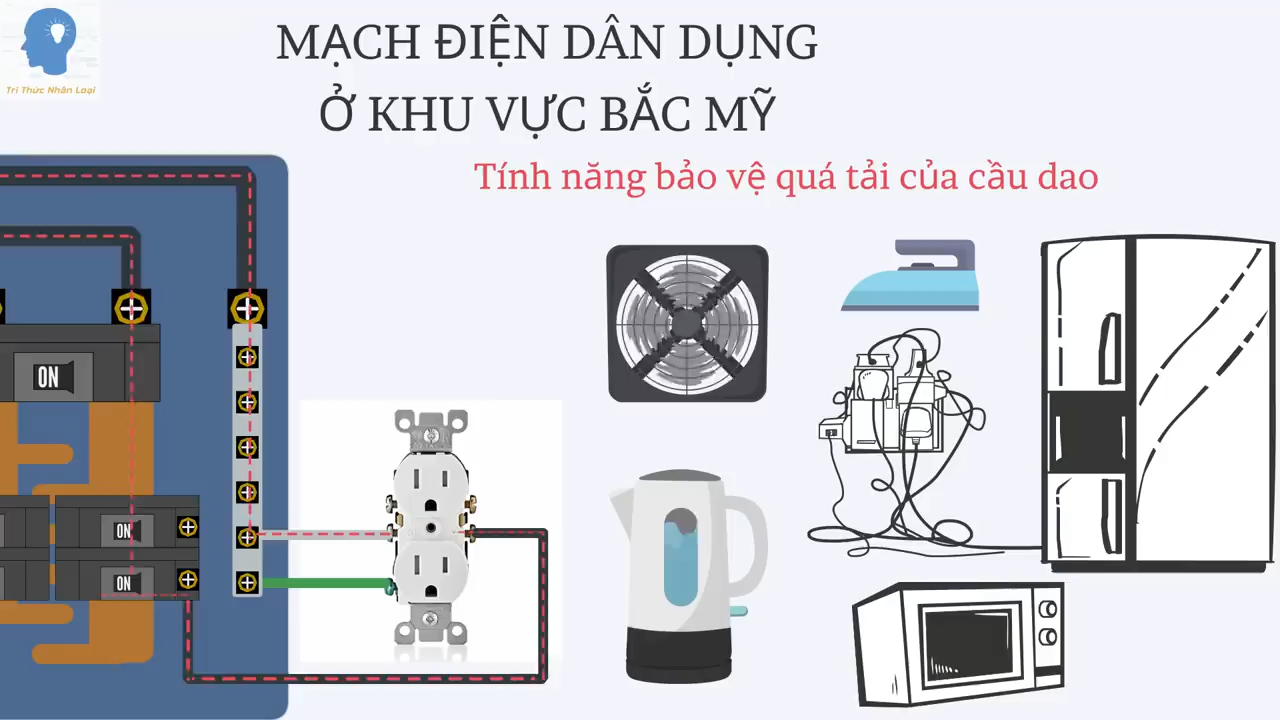 MẠCH ĐIỆN DÂN DỤNG
Ở KHU VỰC BẮC MỸ
Tri Thức Nhân Loại
Tính năng bảo vệ quá tải của cầu dao
ON
ON
ON